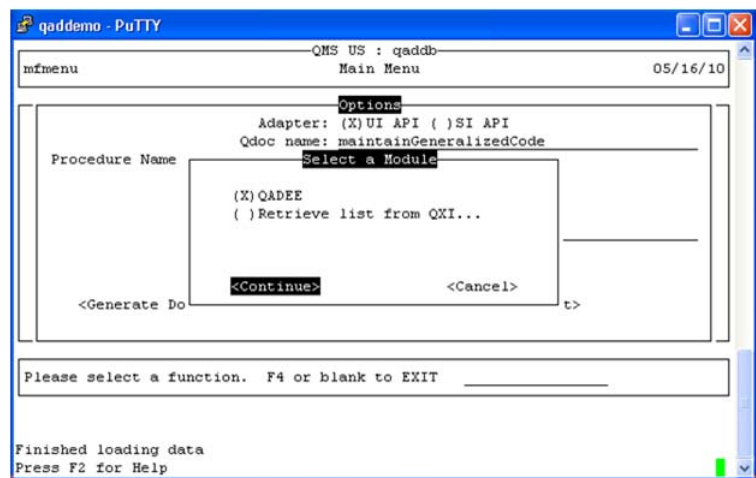 qaddemo - PuTTY
QMS US : qaddb
mfmenu Main Menu 05/16/10
Options
Adapter: (X)UI API ( )SI API
Qdoc name: maintainGeneralizedCode
Procedure Name
Select a Module
(X)QADEE
( )Retrieve list from QXI...
<Continue> <Cancel>
<Generate Do t>
Please select a function. F4 or blank to EXIT
Finished loading data
Press F2 for Help